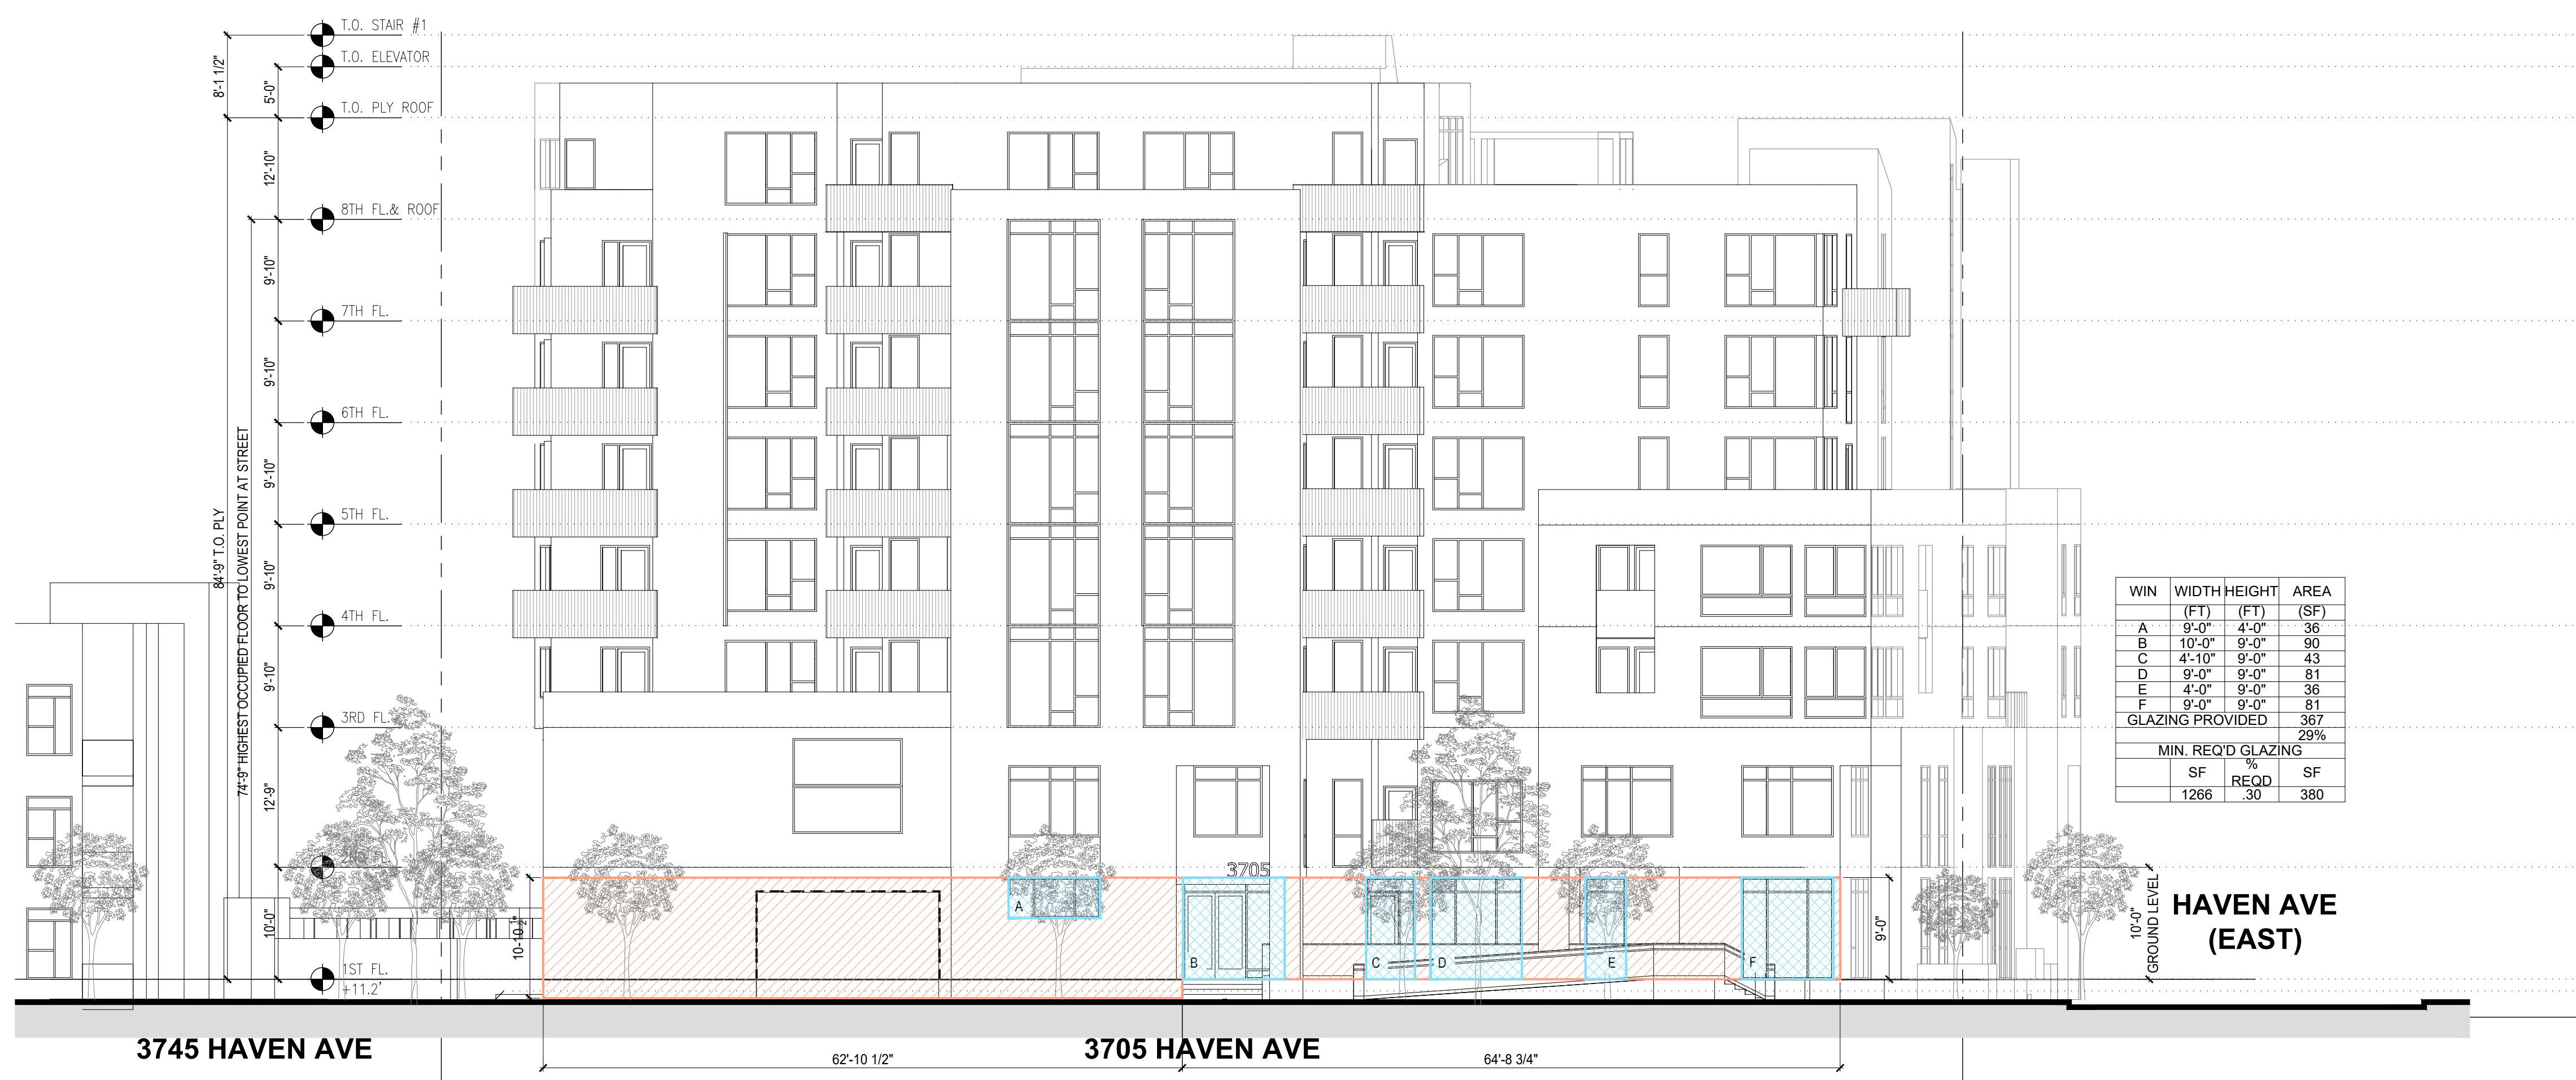 T.O. STAIR #1
T.O. ELEVATOR
T.O. PLY ROOF
8TH FL.& ROOF
7TH FL.
6TH FL.
5TH FL.
4TH FL.
3RD FL.
1ST FL.
+11.2'
8'-1 1/2"
5'-0"
12'-10"
9'-10"
9'-10"
9'-10"
9'-10"
9'-10"
12'-9"
10'-0"
84'-9" T.O. PLY
74'-9" HIGHEST OCCUPIED FLOOR TO LOWEST POINT AT STREET
10-10 1/2"
3705
A
B
C
D
E
F
9'-0"
10'-0"
GROUND LEVEL
HAVEN AVE
(EAST)
WIN WIDTH HEIGHT AREA
(FT) (FT) (SF)
A 9'-0" 4'-0" 36
B 10'-0" 9'-0" 90
C 4'-10" 9'-0" 43
D 9'-0" 9'-0" 81
E 4'-0" 9'-0" 36
F 9'-0" 9'-0" 81
GLAZING PROVIDED 367
29%
MIN. REQ'D GLAZING
SF % REQD SF
1266 .30 380
3745 HAVEN AVE
3705 HAVEN AVE
62'-10 1/2"
64'-8 3/4"